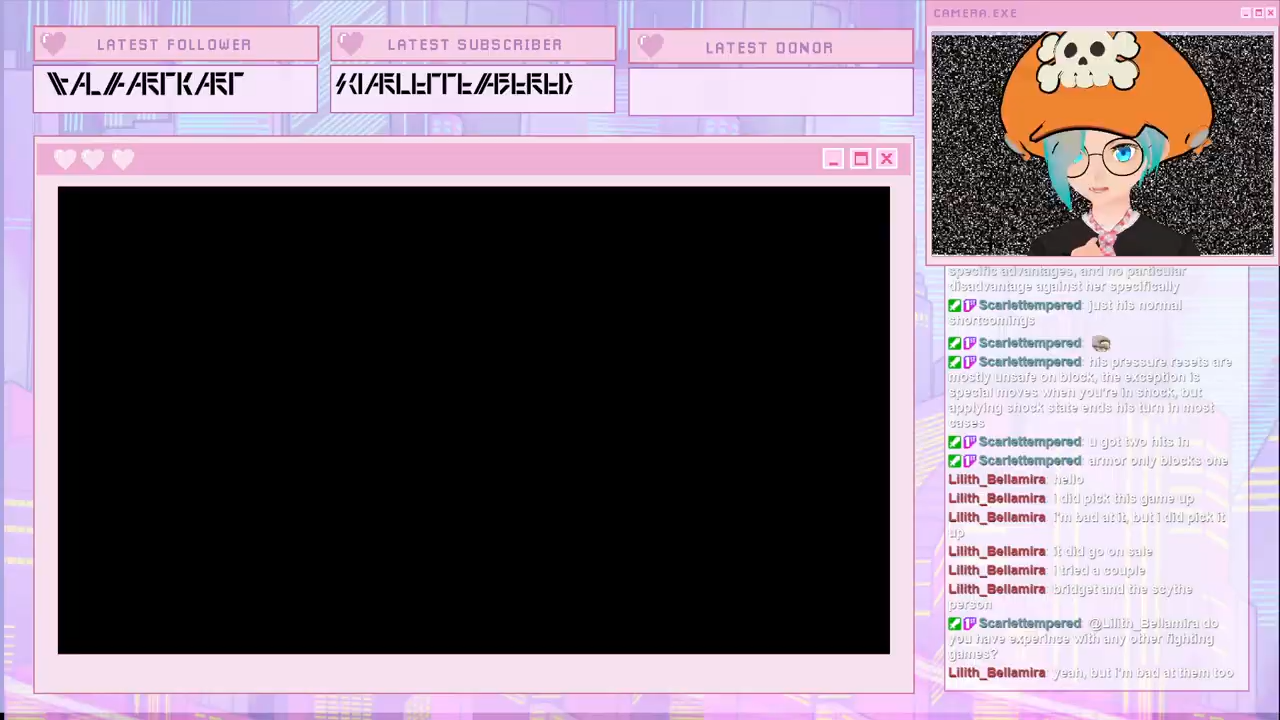 LATEST FOLLOWER
LATEST SUBSCRIBER
LATEST DONOR
CAMERA.EXE
specific advantages, and no particular
disadvantage against her specifically
Scarlettempered: just his normal
shortcomings
Scarlettempered:
Scarlettempered: his pressure resets are
mostly unsafe on block, the exception is
special moves when you're in shock, but
applying shock state ends his turn in most
cases
Scarlettempered: u got two hits in
Scarlettempered: armor only blocks one
Lilith_Bellamira: hello
Lilith_Bellamira: i did pick this game up
Lilith_Bellamira: i'm bad at it, but i did pick it
up
Lilith_Bellamira: it did go on sale
Lilith_Bellamira: i tried a couple
Lilith_Bellamira: bridget and the scythe
person
Scarlettempered: @Lilith_Bellamira do
you have experince with any other fighting
games?
Lilith_Bellamira: yeah, but i'm bad at them too